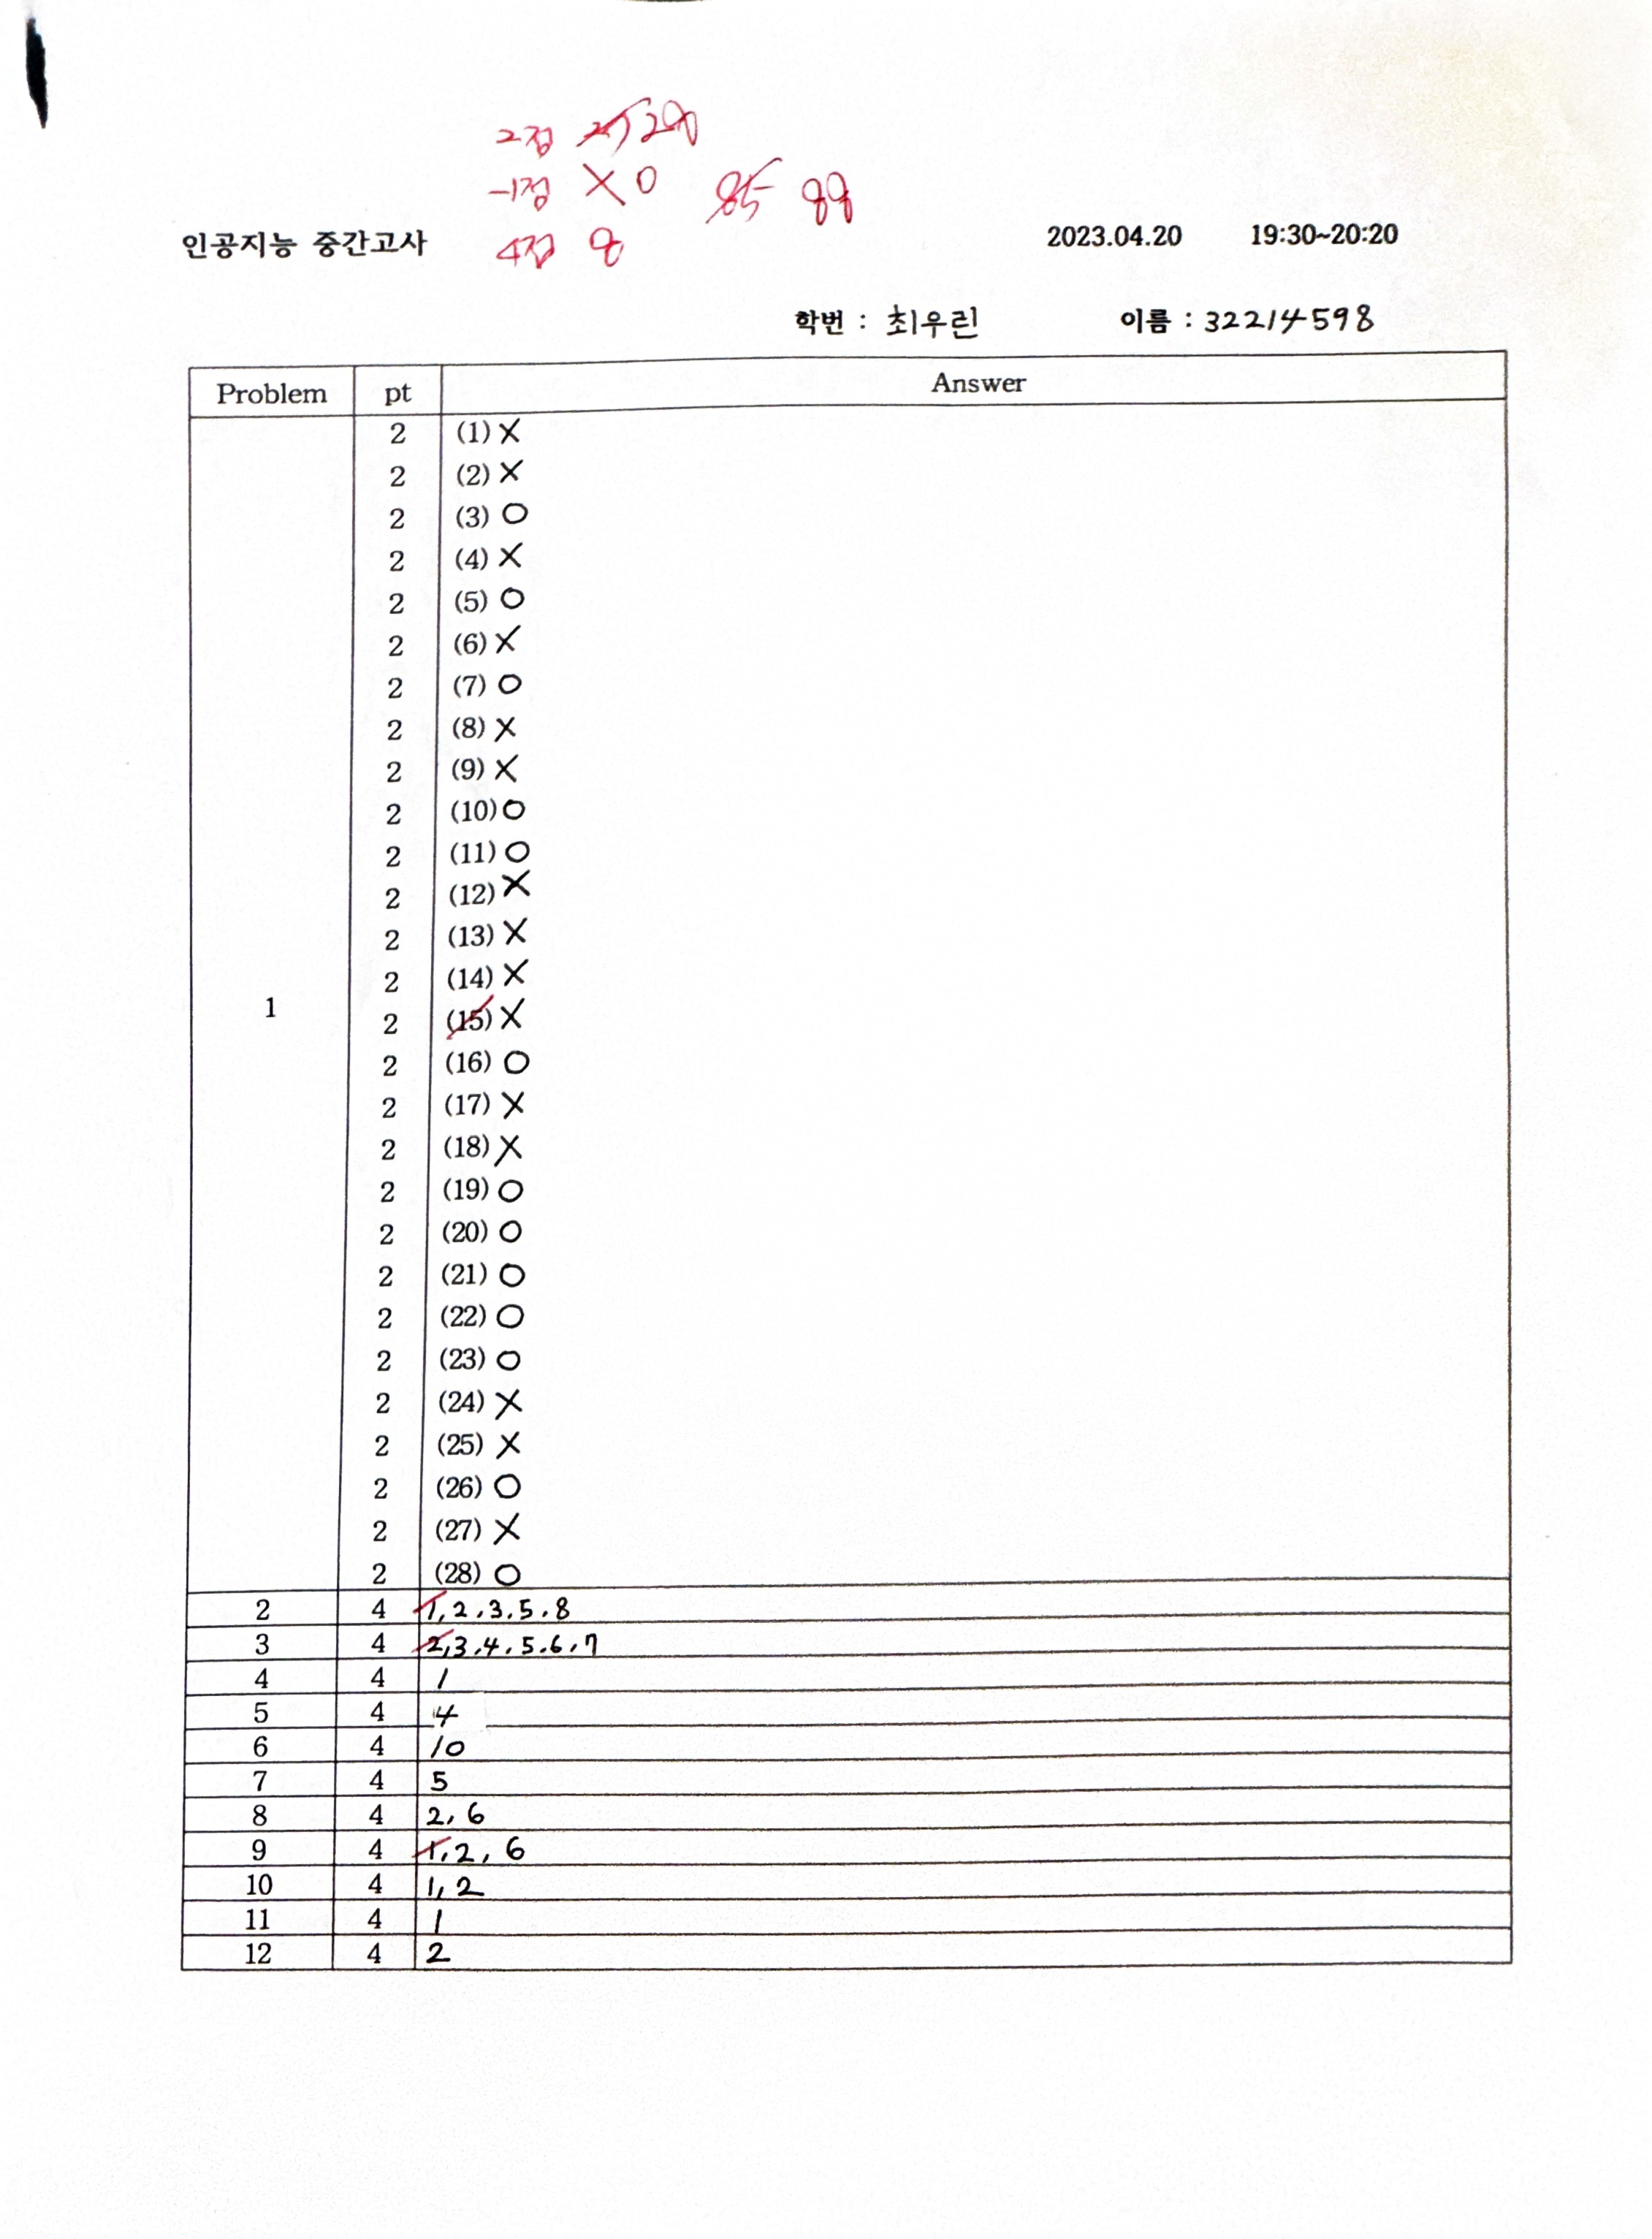 2점
-1점 X 0 85 88
인공지능 중간고사 4점 8 2023.04.20 19:30~20:20
학번 : 최우린 이름 : 32214598
Problem pt Answer
2 (1) X
2 (2) X
2 (3) O
2 (4) X
2 (5) O
2 (6) X
2 (7) O
2 (8) X
2 (9) X
2 (10) O
2 (11) O
2 (12) X
2 (13) X
2 (14) X
1 2 (15) X
2 (16) O
2 (17) X
2 (18) X
2 (19) O
2 (20) O
2 (21) O
2 (22) O
2 (23) O
2 (24) X
2 (25) X
2 (26) O
2 (27) X
2 (28) O
2 4 1, 2. 3. 5. 8
3 4 2, 3. 4. 5. 6. 7
4 4 1
5 4 4
6 4 10
7 4 5
8 4 2, 6
9 4 1, 2, 6
10 4 1, 2
11 4 1
12 4 2